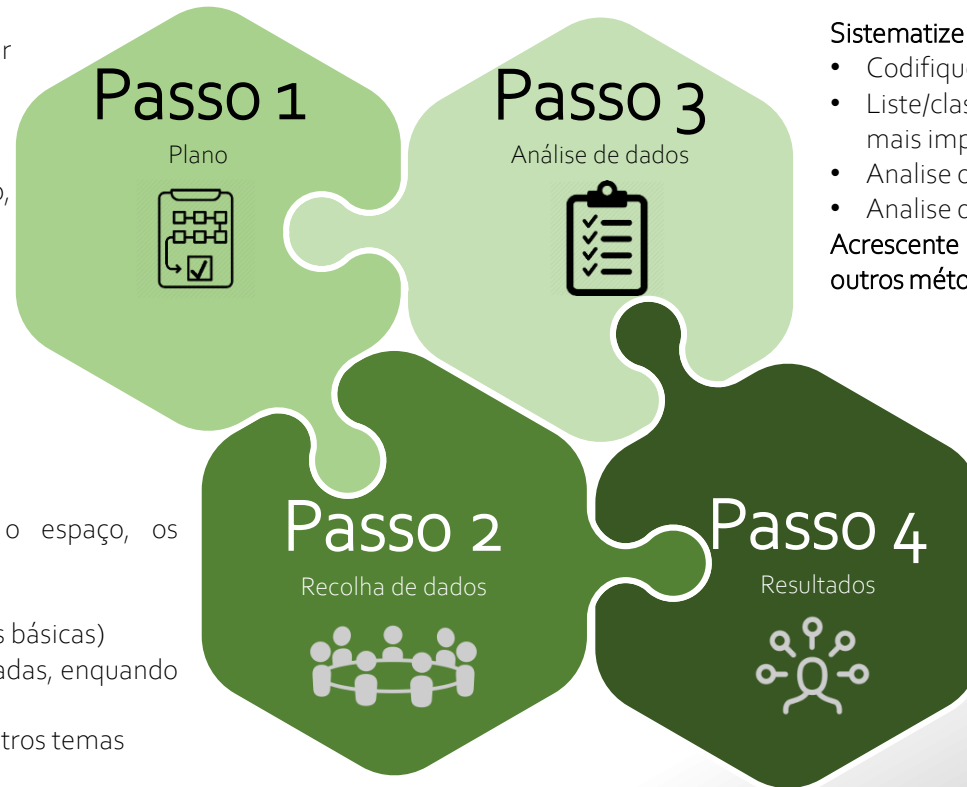 r
o,
Passo 1
Plano
Passo 3
Análise de dados
Sistematize
• Codifique
• Liste/clas
mais imp
• Analise
• Analise
Acrescente
outros méto
o espaço, os
s básicas)
adas, enquando
tros temas
Passo 2
Recolha de dados
Passo 4
Resultados